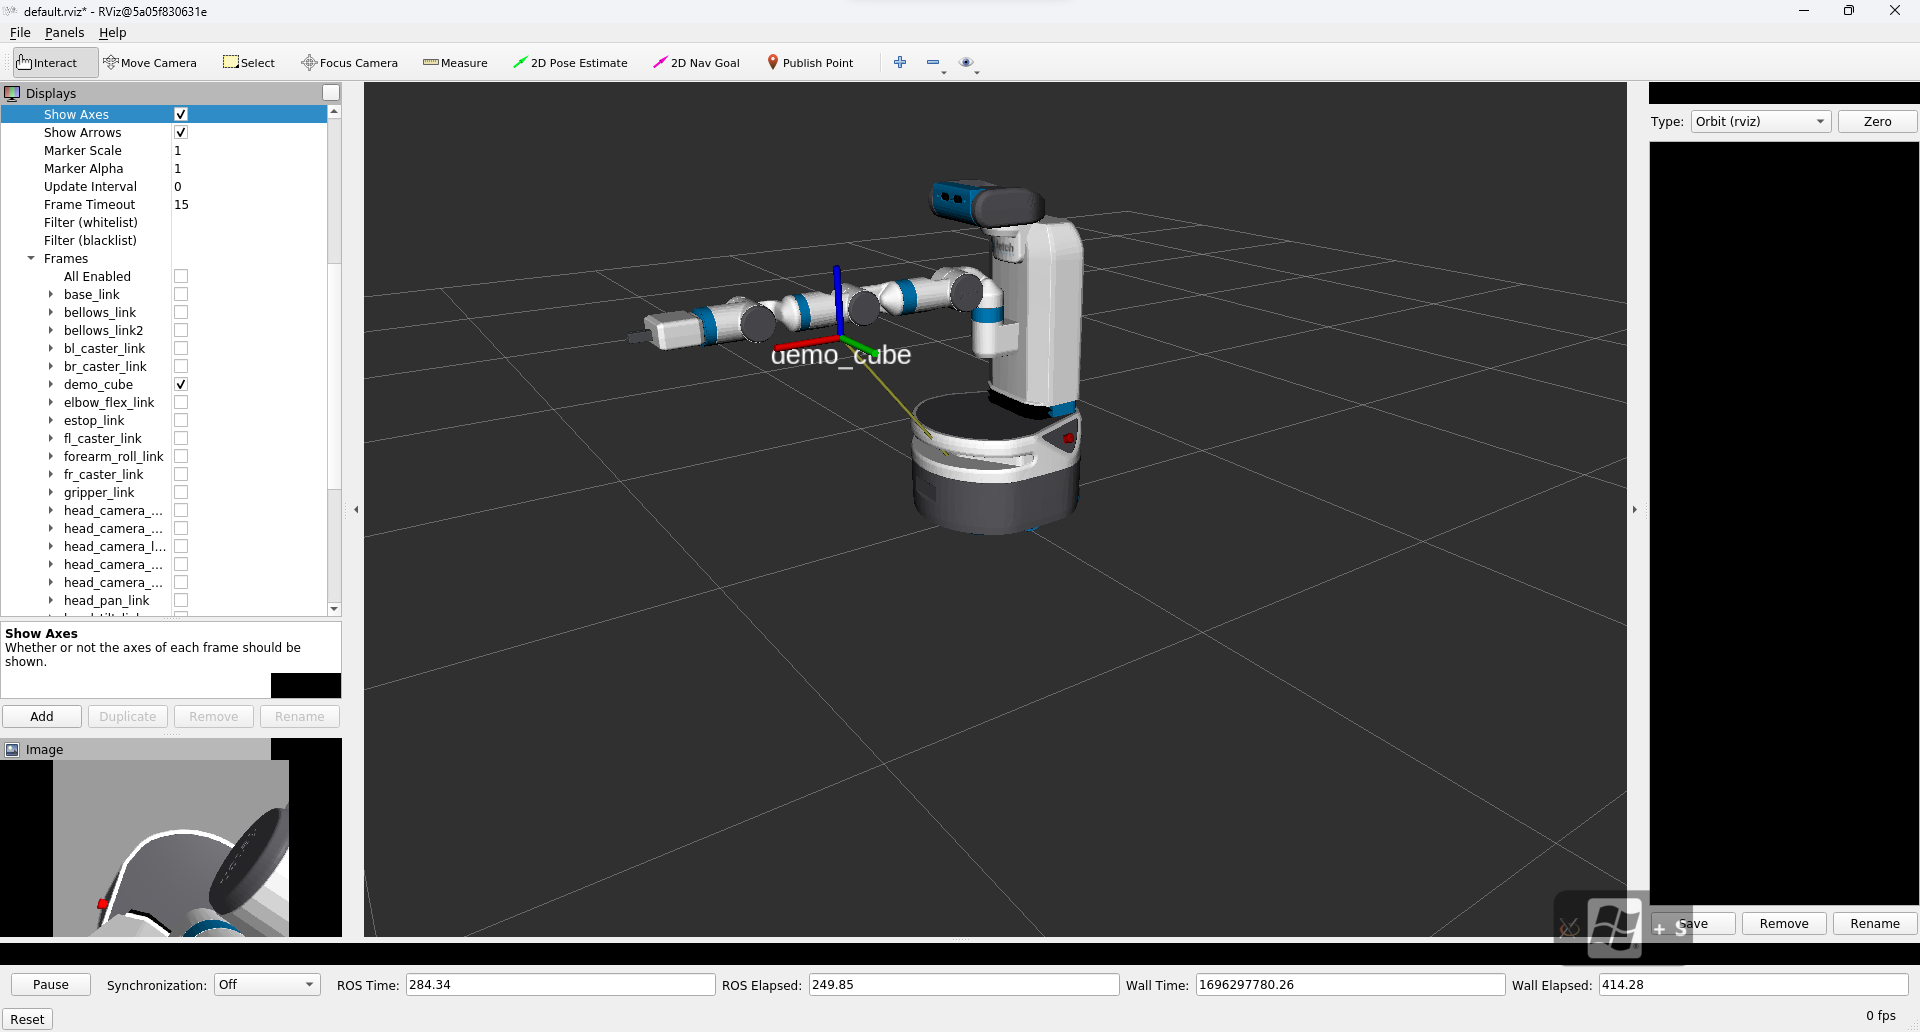 default.rviz* - RViz@5a05f830631e
File Panels Help
Interact Move Camera Select Focus Camera Measure 2D Pose Estimate 2D Nav Goal Publish Point
Displays
Show Axes
Show Arrows
Marker Scale 1
Marker Alpha 1
Update Interval 0
Frame Timeout 15
Filter (whitelist)
Filter (blacklist)
Frames
All Enabled
base_link
bellows_link
bellows_link2
bl_caster_link
br_caster_link
demo_cube
elbow_flex_link
estop_link
fl_caster_link
forearm_roll_link
fr_caster_link
gripper_link
head_camera_...
head_camera_...
head_camera_l...
head_camera_...
head_camera_...
head_pan_link
Show Axes
Whether or not the axes of each frame should be
shown.
Add Duplicate Remove Rename
Image
fetch
demo_cube
Type: Orbit (rviz) Zero
Save Remove Rename
+ S
Pause Synchronization: Off ROS Time: 284.34 ROS Elapsed: 249.85 Wall Time: 1696297780.26 Wall Elapsed: 414.28
Reset 0 fps